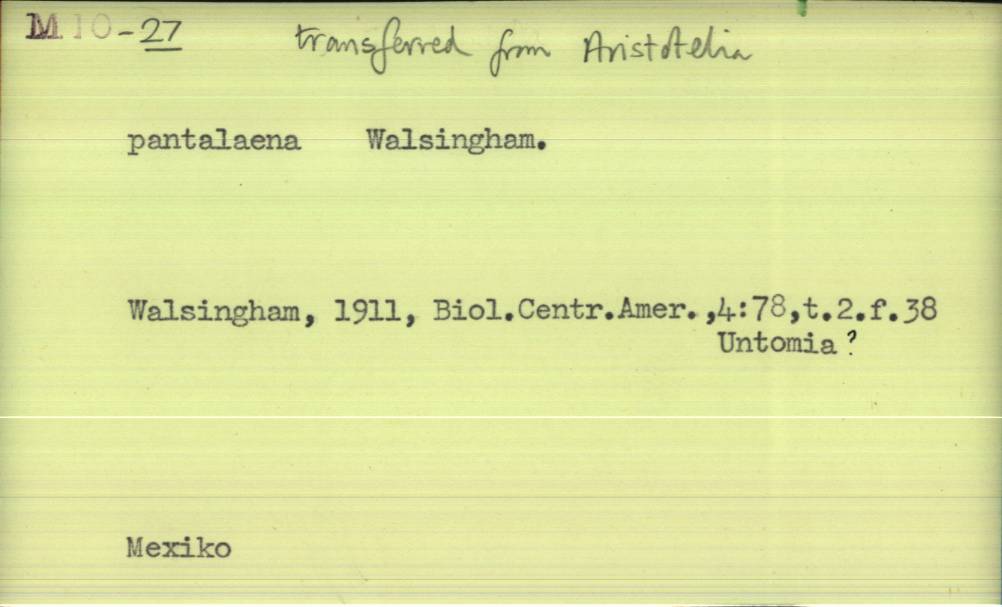 M10-27 transferred from Aristotelia
pantalaena Walsingham.
Walsingham, 1911, Biol.Centr.Amer.,4:78,t.2.f.38
Untomia?
Mexiko